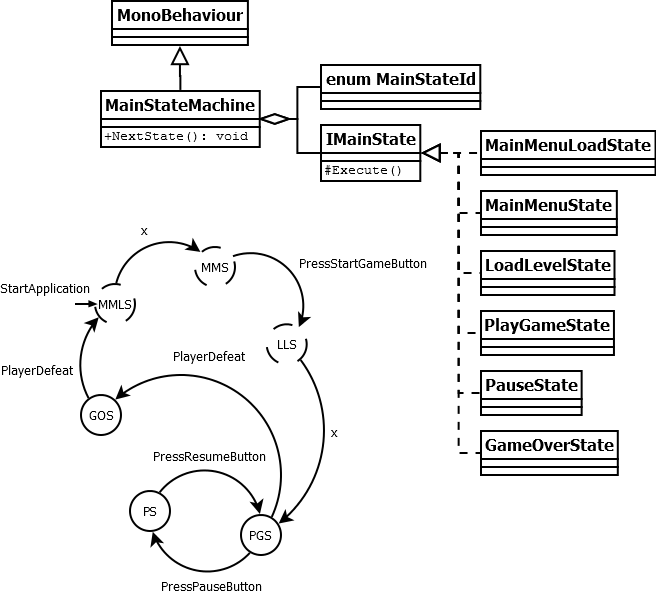 MonoBehaviour
MainStateMachine
+NextState(): void
enum MainStateId
IMainState
#Execute()
MainMenuLoadState
MainMenuState
LoadLevelState
PlayGameState
PauseState
GameOverState
x
MMS
PressStartGameButton
StartApplication
MMLS
LLS
PlayerDefeat
PlayerDefeat
GOS
x
PressResumeButton
PS
PGS
PressPauseButton